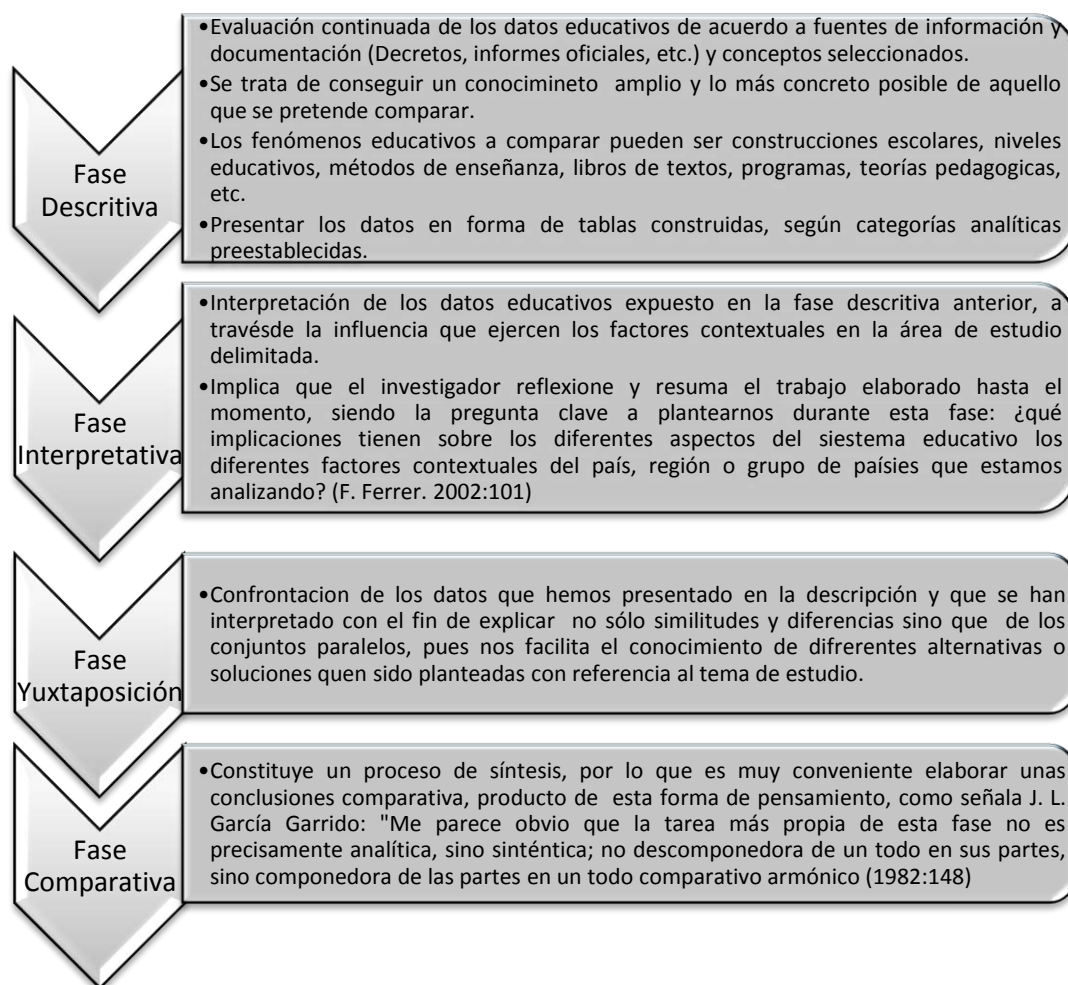 •Evaluación continuada de los datos educativos de acuerdo a fuentes de información y
documentación (Decretos, informes oficiales, etc.) y conceptos seleccionados.
•Se trata de conseguir un conocimineto amplio y lo más concreto posible de aquello
que se pretende comparar.
•Los fenómenos educativos a comparar pueden ser construcciones escolares, niveles
educativos, métodos de enseñanza, libros de textos, programas, teorías pedagogicas,
etc.
•Presentar los datos en forma de tablas construidas, según categorías analíticas
preestablecidas.
Fase
Descritiva
•Interpretación de los datos educativos expuesto en la fase descritiva anterior, a
travésde la influencia que ejercen los factores contextuales en la área de estudio
delimitada.
•Implica que el investigador reflexione y resuma el trabajo elaborado hasta el
momento, siendo la pregunta clave a plantearnos durante esta fase: ¿qué
implicaciones tienen sobre los diferentes aspectos del siestema educativo los
diferentes factores contextuales del país, región o grupo de paísies que estamos
analizando? (F. Ferrer. 2002:101)
Fase
Interpretativa
•Confrontacion de los datos que hemos presentado en la descripción y que se han
interpretado con el fin de explicar no sólo similitudes y diferencias sino que de los
conjuntos paralelos, pues nos facilita el conocimiento de difrerentes alternativas o
soluciones quen sido planteadas con referencia al tema de estudio.
Fase
Yuxtaposición
•Constituye un proceso de síntesis, por lo que es muy conveniente elaborar unas
conclusiones comparativa, producto de esta forma de pensamiento, como señala J. L.
García Garrido: "Me parece obvio que la tarea más propia de esta fase no es
precisamente analítica, sino sinténtica; no descomponedora de un todo en sus partes,
sino componedora de las partes en un todo comparativo armónico (1982:148)
Fase
Comparativa